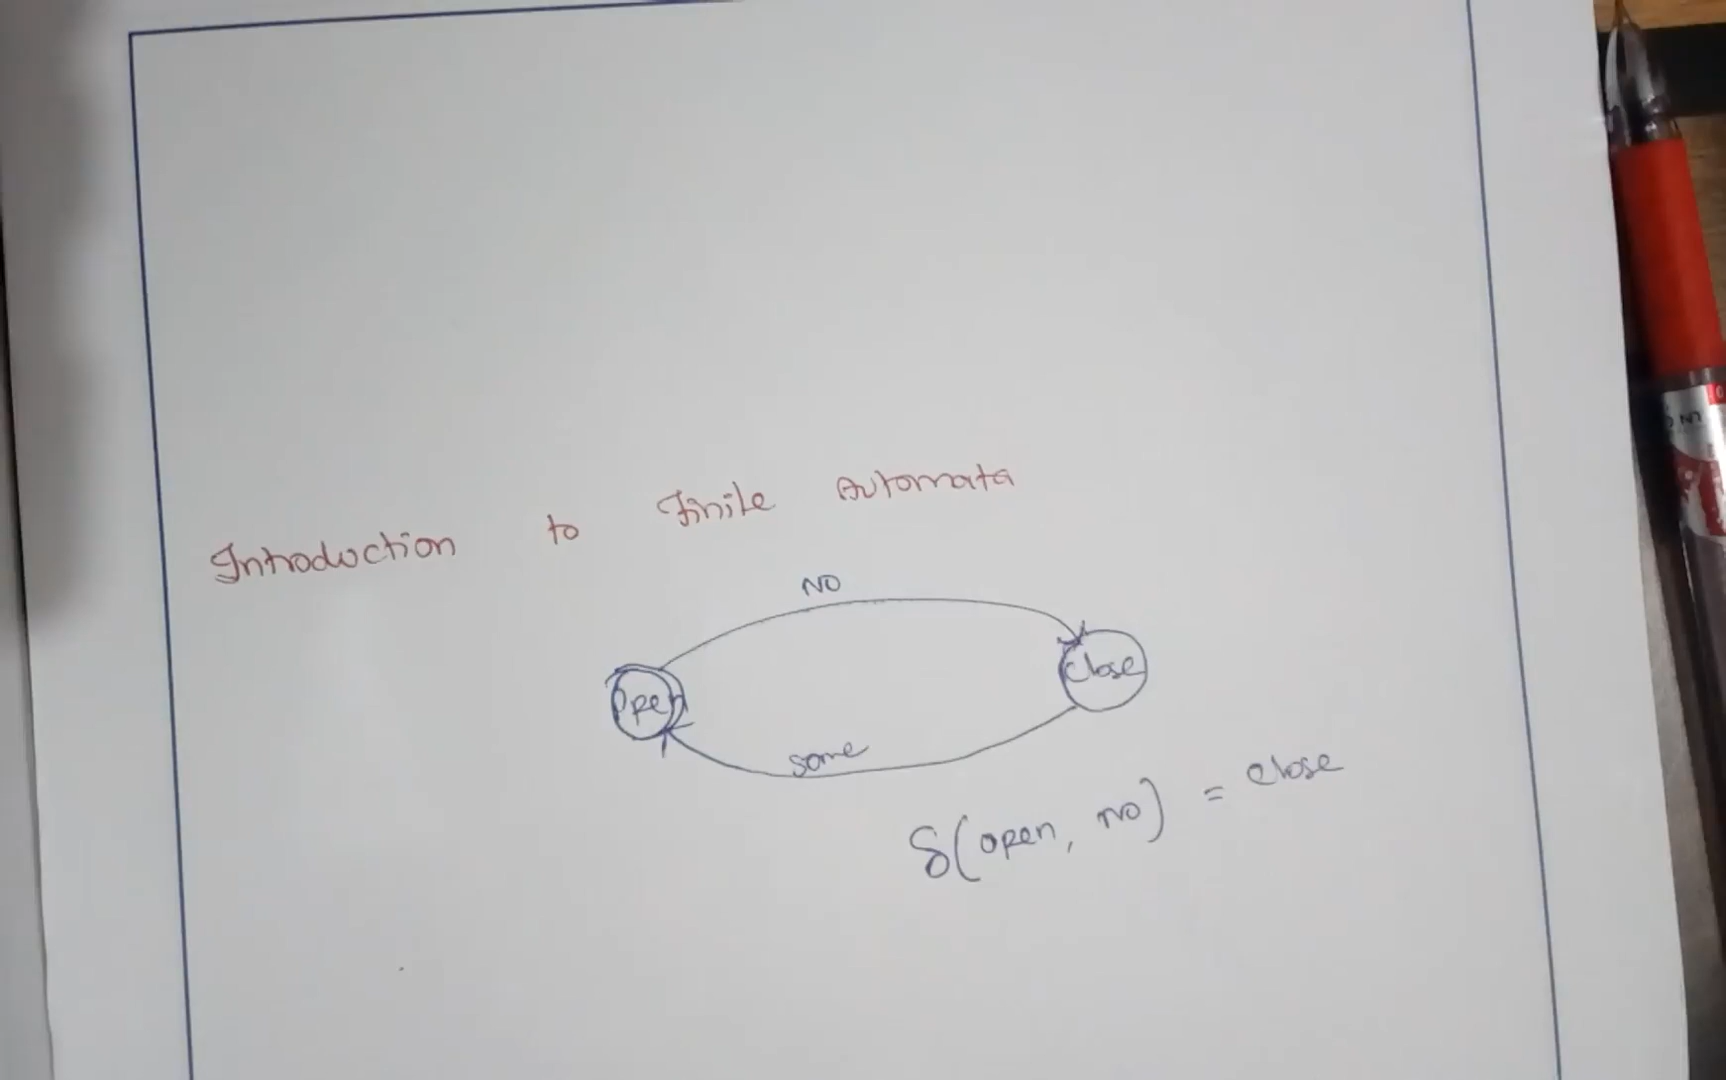 Introduction to Finite Automata
NO
Open
Close
some
δ(open, no) = close